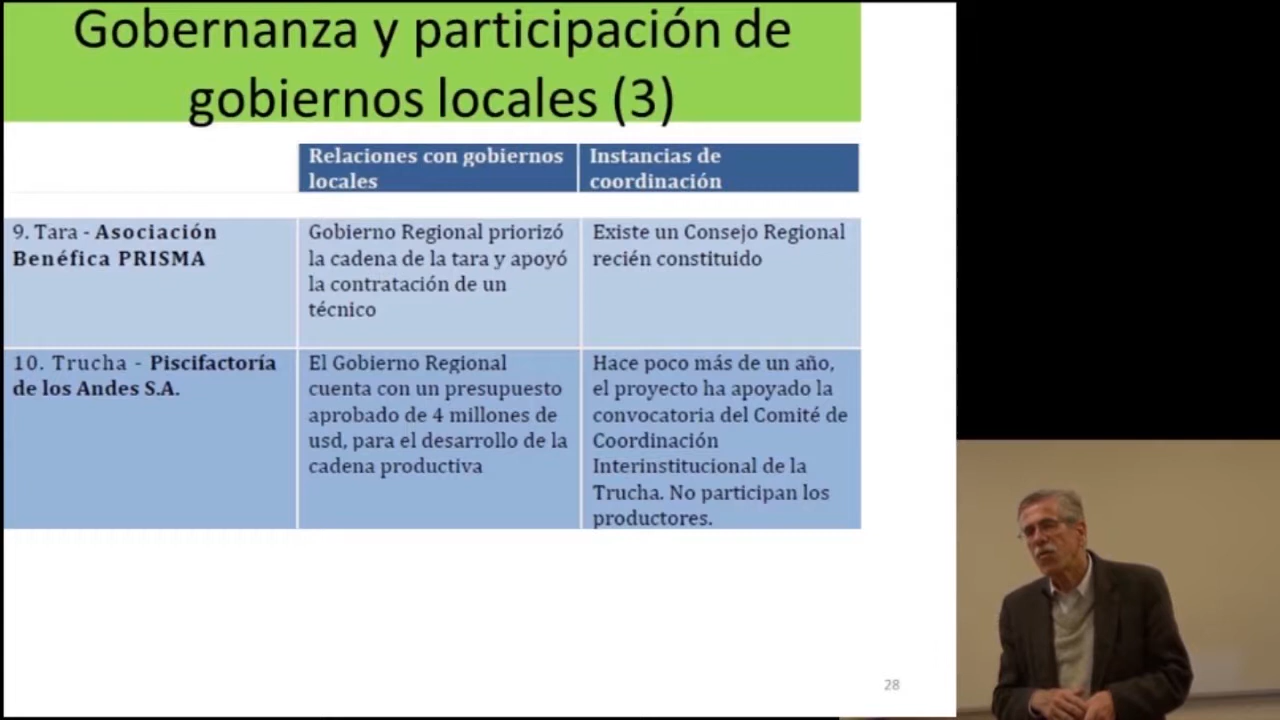 Gobernanza y participación de
gobiernos locales (3)
Relaciones con gobiernos
locales
Instancias de
coordinación
9. Tara - Asociación
Benéfica PRISMA
Gobierno Regional priorizó
la cadena de la tara y apoyó
la contratación de un
técnico
Existe un Consejo Regional
recién constituido
10. Trucha - Piscifactoría
de los Andes S.A.
El Gobierno Regional
cuenta con un presupuesto
aprobado de 4 millones de
usd, para el desarrollo de la
cadena productiva
Hace poco más de un año,
el proyecto ha apoyado la
convocatoria del Comité de
Coordinación
Interinstitucional de la
Trucha. No participan los
productores.
28